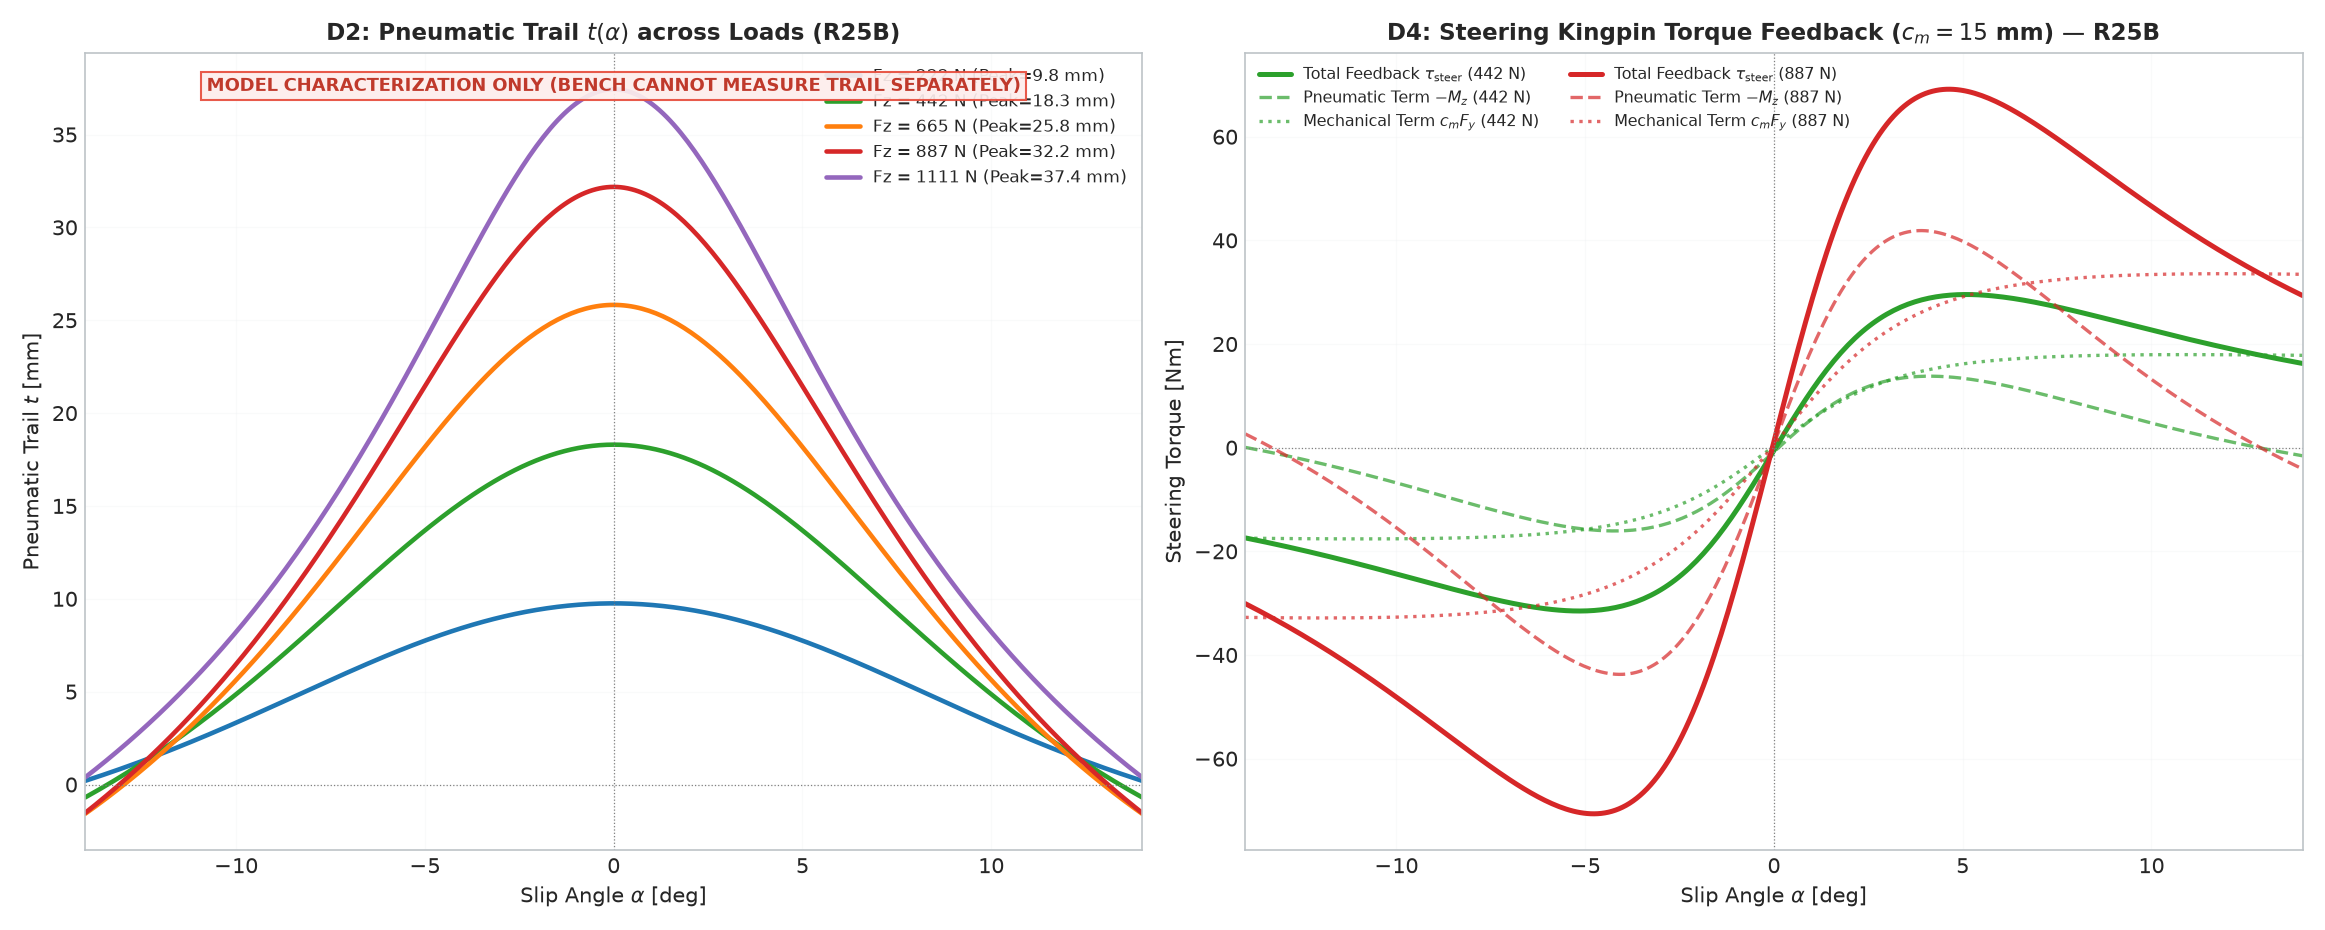 D2: Pneumatic Trail t(α) across Loads (R25B)
MODEL CHARACTERIZATION ONLY (BENCH CANNOT MEASURE TRAIL SEPARATELY)
=9.8 mm)
=18.3 mm)
Fz = 665 N (Peak=25.8 mm)
Fz = 887 N (Peak=32.2 mm)
Fz = 1111 N (Peak=37.4 mm)
Pneumatic Trail t [mm]
35
30
25
20
15
10
5
0
−10 −5 0 5 10
Slip Angle α [deg]
D4: Steering Kingpin Torque Feedback (cm = 15 mm) — R25B
Total Feedback τsteer (442 N)
Pneumatic Term −Mz (442 N)
Mechanical Term cmFy (442 N)
Total Feedback τsteer (887 N)
Pneumatic Term −Mz (887 N)
Mechanical Term cmFy (887 N)
Steering Torque [Nm]
60
40
20
0
−20
−40
−60
−10 −5 0 5 10
Slip Angle α [deg]